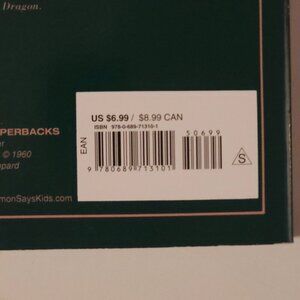 Dragon.
US $6.99 / $8.99 CAN
ISBN 978-0-689-71310-1
50699
EAN
S
9 780689 713101
PERBACKS
© 1960
monSaysKids.com